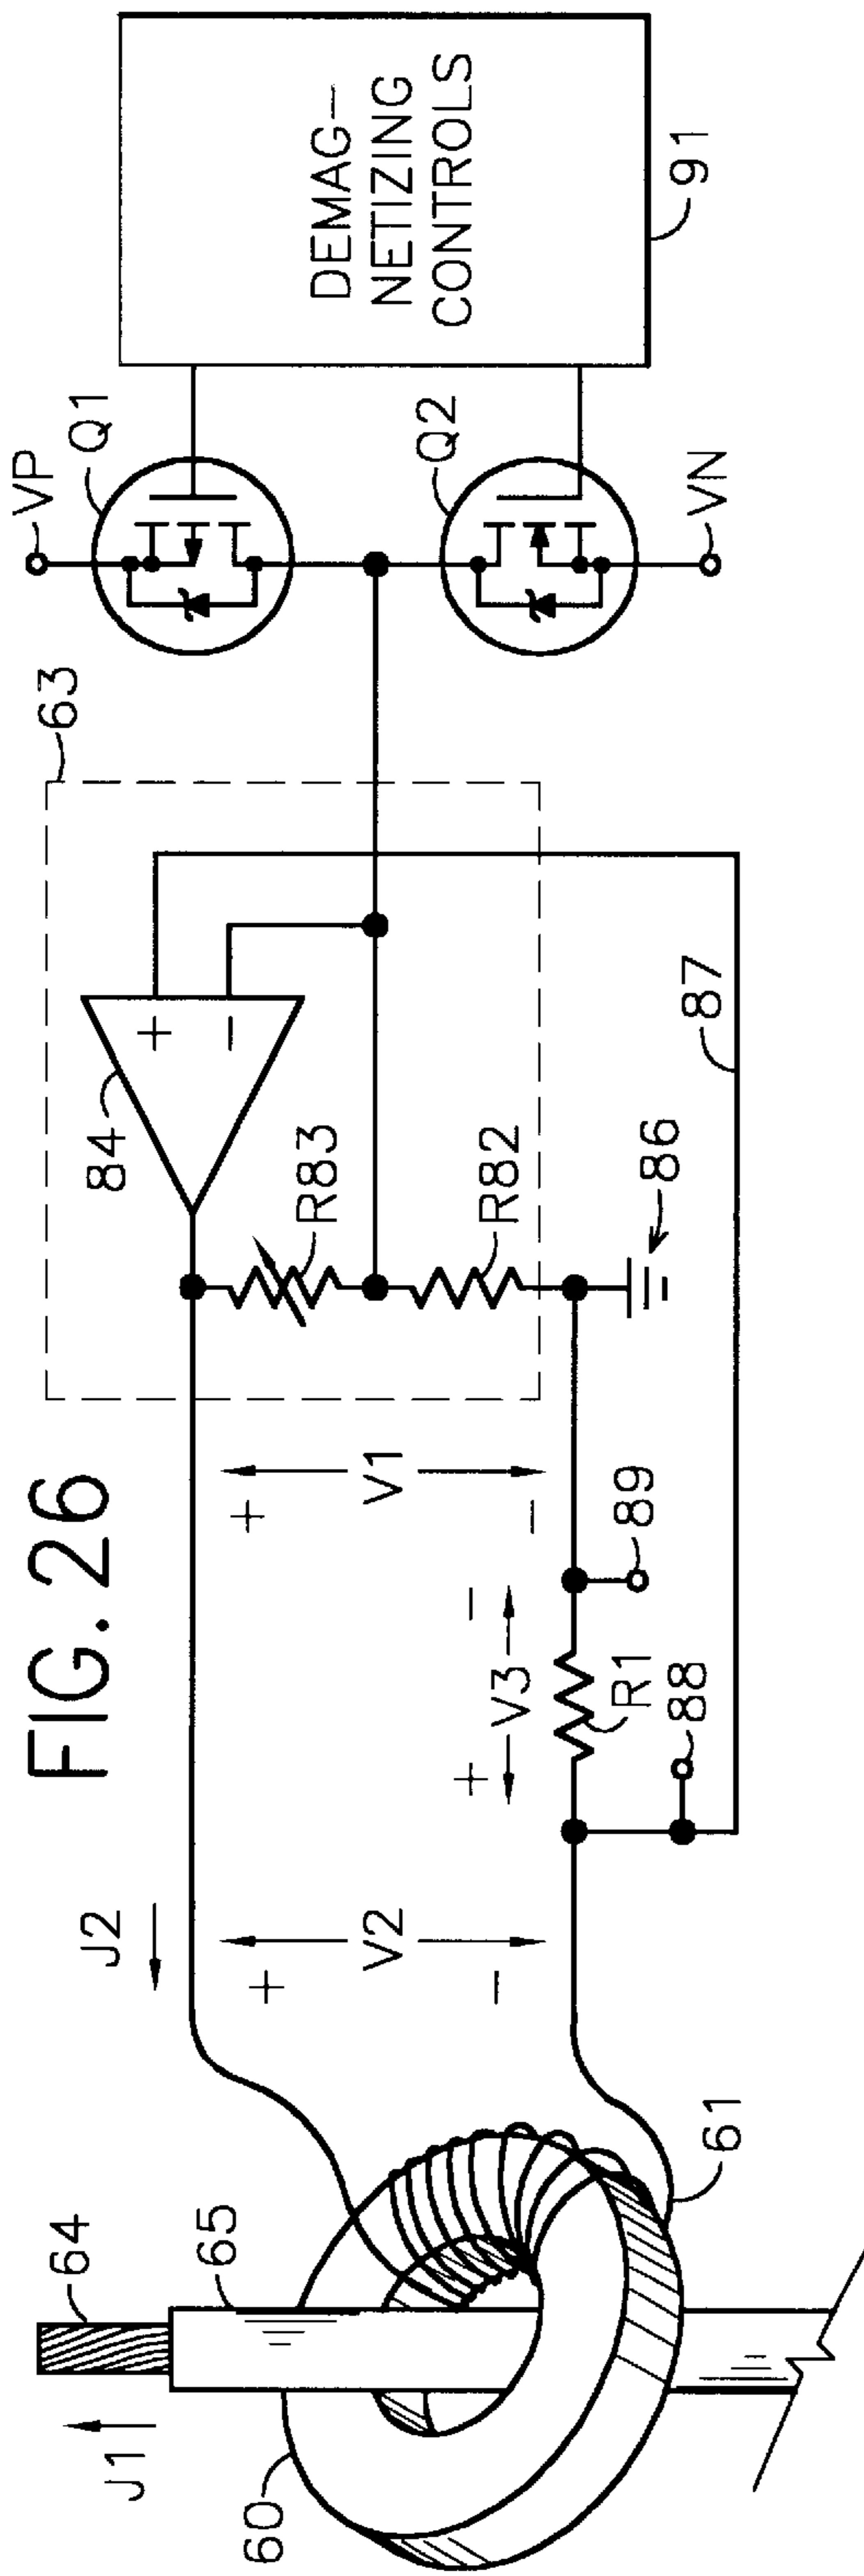 FIG. 26
J1
64
65
60
61
J2
+
V2
−
+
V3
−
R1
88
89
+
V1
−
84
+
−
R83
R82
86
87
63
VP
Q1
Q2
VN
DEMAG-
NETIZING
CONTROLS
91